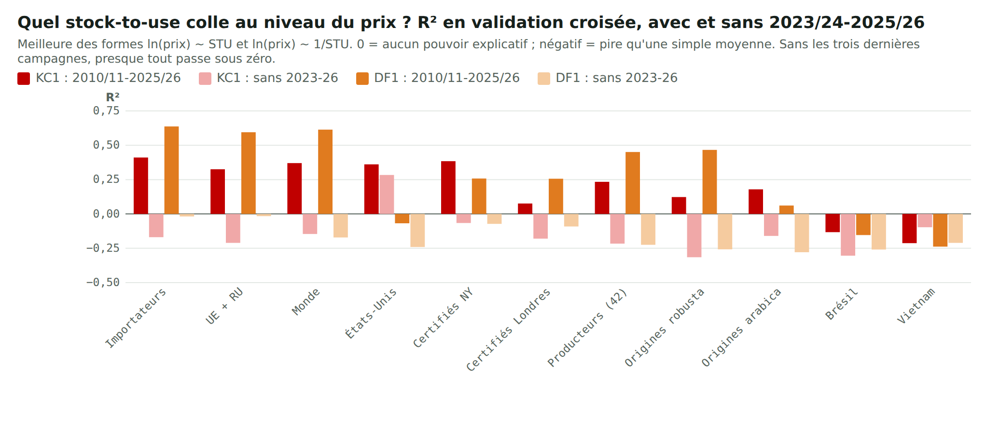 Quel stock-to-use colle au niveau du prix ? R² en validation croisée, avec et sans 2023/24-2025/26
Meilleure des formes ln(prix) ~ STU et ln(prix) ~ 1/STU. 0 = aucun pouvoir explicatif ; négatif = pire qu'une simple moyenne. Sans les trois dernières
campagnes, presque tout passe sous zéro.
KC1 : 2010/11-2025/26 KC1 : sans 2023-26 DF1 : 2010/11-2025/26 DF1 : sans 2023-26
R²
0,75
0,50
0,25
0,00
−0,25
−0,50
Importateurs
UE + RU
Monde
États-Unis
Certifiés NY
Certifiés Londres
Producteurs (42)
Origines robusta
Origines arabica
Brésil
Vietnam